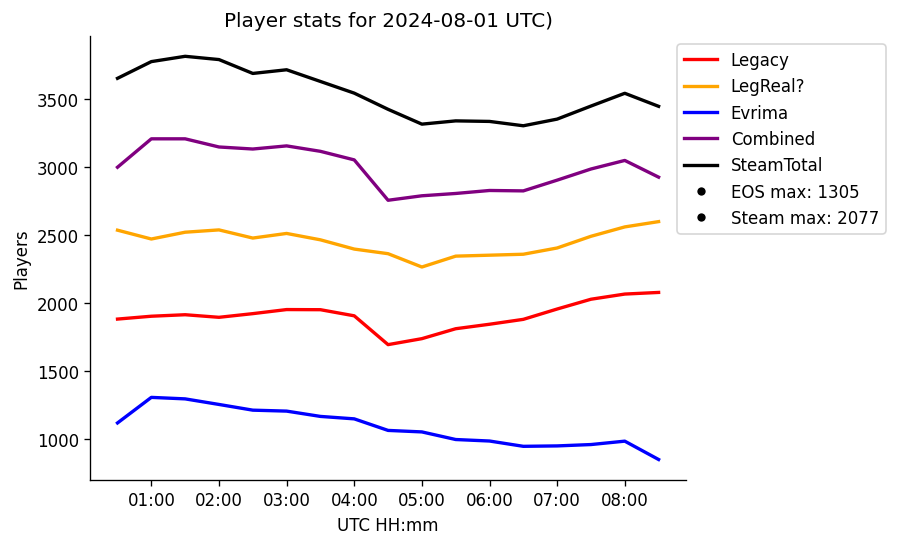 Player stats for 2024-08-01 UTC)
Legacy
LegReal?
Evrima
Combined
SteamTotal
EOS max: 1305
Steam max: 2077
Players
3500
3000
2500
2000
1500
1000
01:00 02:00 03:00 04:00 05:00 06:00 07:00 08:00
UTC HH:mm